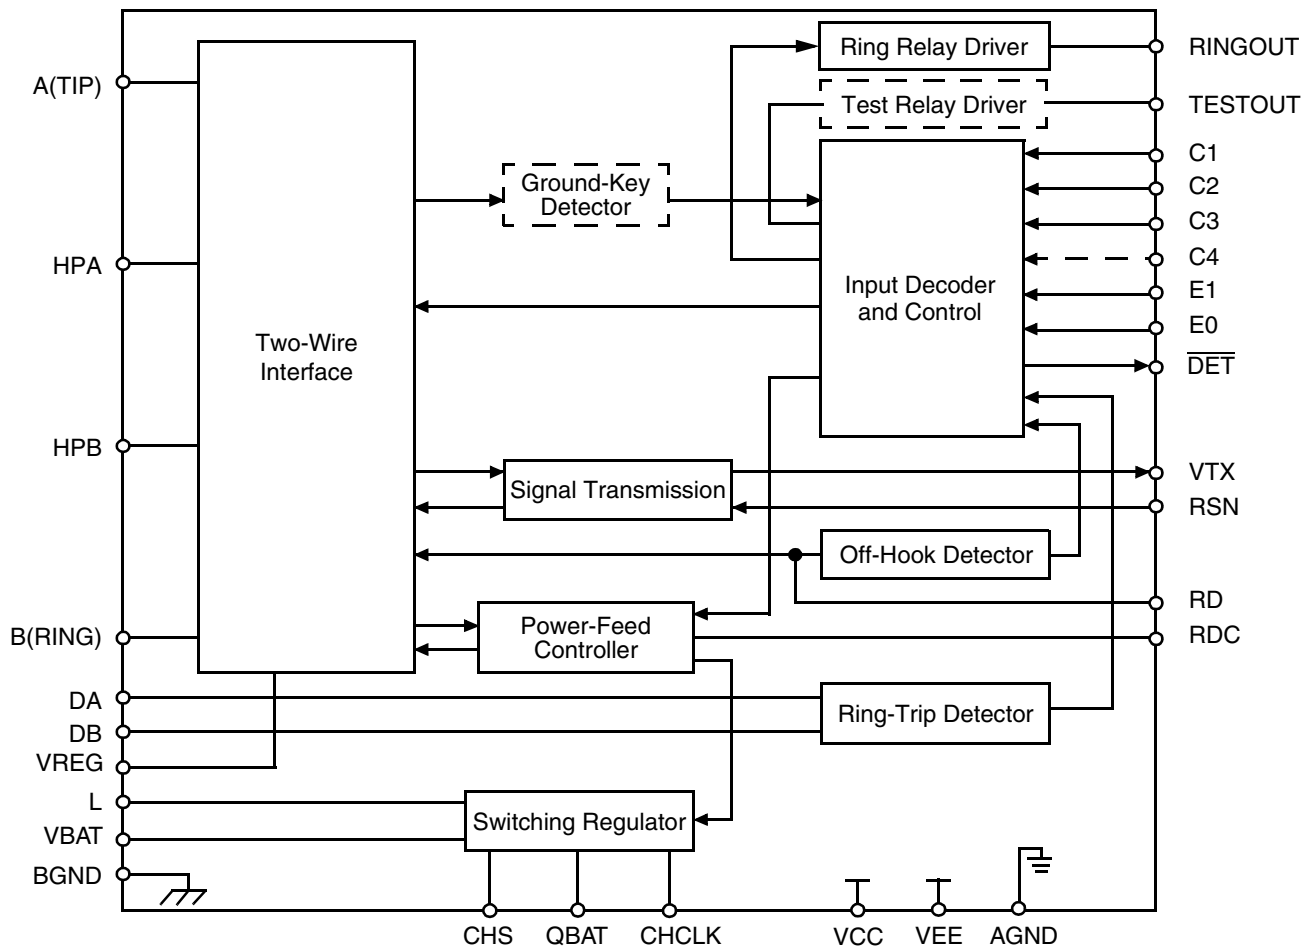 Ring Relay Driver
RINGOUT
A(TIP)
Test Relay Driver
TESTOUT
C1
Ground-Key
Detector
C2
C3
C4
HPA
Input Decoder
and Control
E1
E0
Two-Wire
Interface
DET
HPB
Signal Transmission
VTX
RSN
Off-Hook Detector
RD
B(RING)
Power-Feed
Controller
RDC
DA
Ring-Trip Detector
DB
VREG
L
Switching Regulator
VBAT
BGND
CHS
QBAT
CHCLK
VCC
VEE
AGND